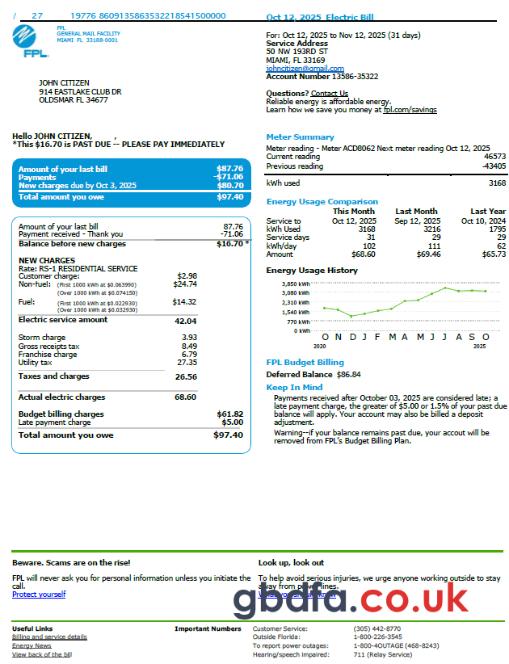 / 27 19776 8609135863532218541500000
Oct 12, 2025 Electric Bill
FPL
GENERAL MAIL FACILITY
MIAMI FL 33188-0001
FPL.
For: Oct 12, 2025 to Nov 12, 2025 (31 days)
Service Address
50 NW 193RD ST
MIAMI, FL 33169
johncitizen@gmail.com
Account Number 13586-35322
JOHN CITIZEN
914 EASTLAKE CLUB DR
OLDSMAR FL 34677
Questions? Contact Us
Reliable energy is affordable energy.
Learn how we save you money at fpl.com/savings
Hello JOHN CITIZEN, ,
*This $16.70 is PAST DUE -- PLEASE PAY IMMEDIATELY
Amount of your last bill $87.76
Payments -$71.06
New charges due by Oct 3, 2025 $80.70
Total amount you owe $97.40
Amount of your last bill 87.76
Payment received - Thank you -71.06
Balance before new charges $16.70 *
NEW CHARGES
Rate: RS-1 RESIDENTIAL SERVICE
Customer charge: $2.98
Non-fuel: (First 1000 kWh at $0.063990) $24.74
(Over 1000 kWh at $0.074150)
Fuel: (First 1000 kWh at $0.022930) $14.32
(Over 1000 kWh at $0.032930)
Electric service amount 42.04
Storm charge 3.93
Gross receipts tax 8.49
Franchise charge 6.79
Utility tax 27.35
Taxes and charges 26.56
Actual electric charges 68.60
Budget billing charges $61.82
Late payment charge $5.00
Total amount you owe $97.40
Meter Summary
Meter reading - Meter ACD8062 Next meter reading Oct 12, 2025
Current reading 46573
Previous reading -43405
kWh used 3168
Energy Usage Comparison
This Month Last Month Last Year
Service to Oct 12, 2025 Sep 12, 2025 Oct 10, 2024
kWh Used 3168 3216 1795
Service days 31 29 29
kWh/day 102 111 62
Amount $68.60 $69.46 $65.73
Energy Usage History
3,850 kWh
3,080 kWh
2,310 kWh
1,540 kWh
770 kWh
0 kWh
O N D J F M A M J J A S O
2020 2025
FPL Budget Billing
Deferred Balance $86.84
Keep In Mind
Payments received after October 03, 2025 are considered late; a
late payment charge, the greater of $5.00 or 1.5% of your past due
balance will apply. Your account may also be billed a deposit
adjustment.
Warning--if your balance remains past due, your accout will be
removed from FPL's Budget Billing Plan.
Beware. Scams are on the rise!
FPL will never ask you for personal information unless you initiate the
call.
Protect yourself
Look up, look out
To help avoid serious injuries, we urge anyone working outside to stay
away from power lines.
gbdfa.co.uk
Useful Links
Billing and service details
Energy News
View back of the bill
Important Numbers
Customer Service: (305) 442-8770
Outside Florida: 1-800-226-3545
To report power outages: 1-800-4OUTAGE (468-8243)
Hearing/speech impaired: 711 (Relay Service)